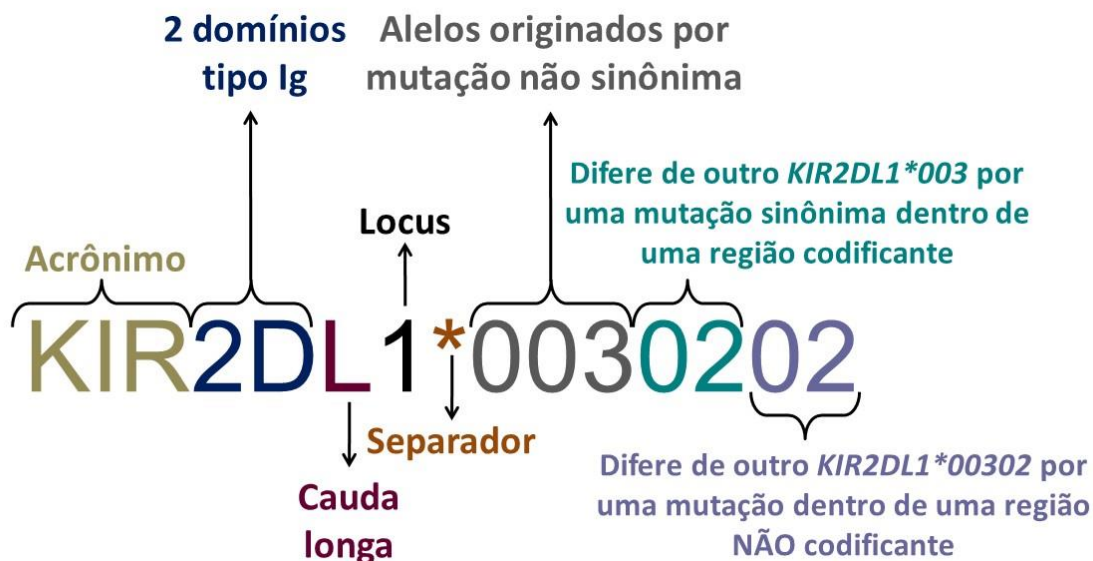 2 domínios
tipo Ig
Alelos originados por
mutação não sinônima
Difere de outro KIR2DL1*003 por
uma mutação sinônima dentro de
uma região codificante
Locus
Acrônimo
KIR2DL1*0030202
Separador
Cauda
longa
Difere de outro KIR2DL1*00302 por
uma mutação dentro de uma região
NÃO codificante